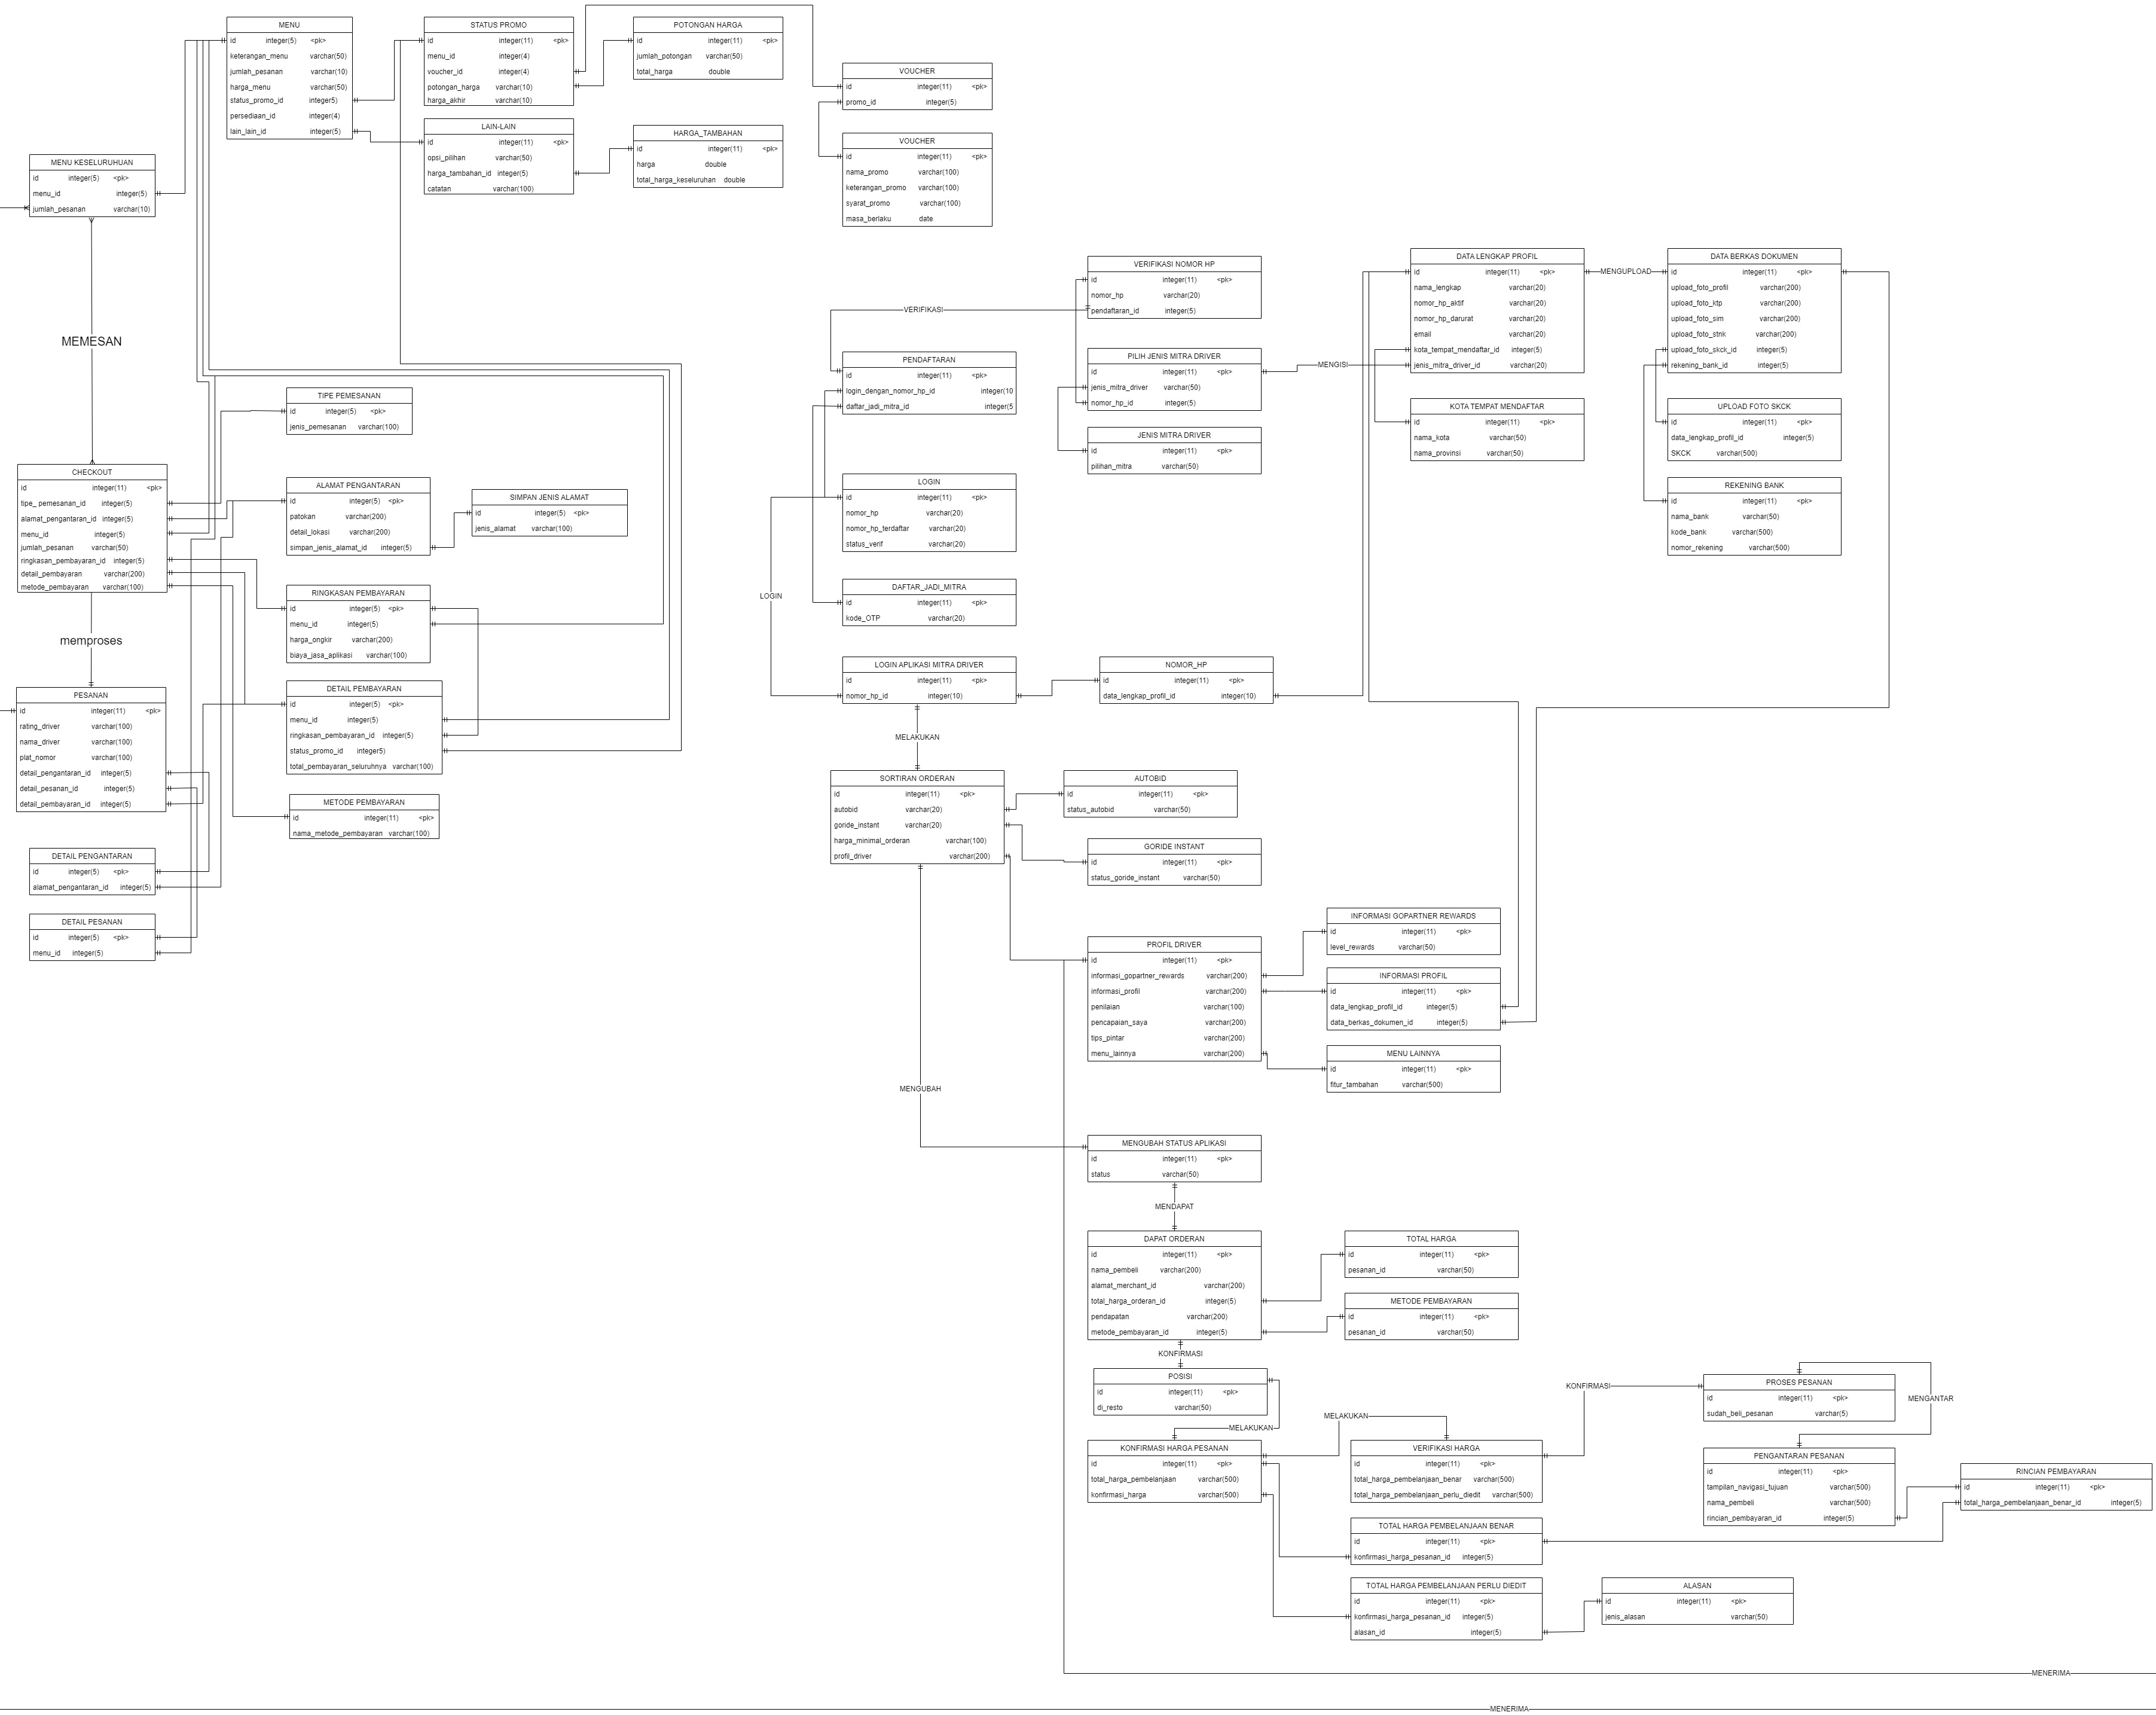 MENU
id integer(5) <pk>
keterangan_menu varchar(50)
jumlah_pesanan varchar(10)
harga_menu varchar(50)
status_promo_id integer5)
persediaan_id integer(4)
lain_lain_id integer(5)
STATUS PROMO
id integer(11) <pk>
menu_id integer(4)
voucher_id integer(4)
potongan_harga varchar(10)
harga_akhir varchar(10)
POTONGAN HARGA
id integer(11) <pk>
jumlah_potongan varchar(50)
total_harga double
VOUCHER
id integer(11) <pk>
promo_id integer(5)
LAIN-LAIN
id integer(11) <pk>
opsi_pilihan varchar(50)
harga_tambahan_id integer(5)
catatan varchar(100)
HARGA_TAMBAHAN
id integer(11) <pk>
harga double
total_harga_keseluruhan double
VOUCHER
id integer(11) <pk>
nama_promo varchar(100)
keterangan_promo varchar(100)
syarat_promo varchar(100)
masa_berlaku date
MENU KESELURUHAN
id integer(5) <pk>
menu_id integer(5)
jumlah_pesanan varchar(10)
MEMESAN
TIPE PEMESANAN
id integer(5) <pk>
jenis_pemesanan varchar(100)
CHECKOUT
id integer(11) <pk>
tipe_ pemesanan_id integer(5)
alamat_pengantaran_id integer(5)
menu_id integer(5)
jumlah_pesanan varchar(50)
ringkasan_pembayaran_id integer(5)
detail_pembayaran varchar(200)
metode_pembayaran varchar(100)
ALAMAT PENGANTARAN
id integer(5) <pk>
patokan varchar(200)
detail_lokasi varchar(200)
simpan_jenis_alamat_id integer(5)
SIMPAN JENIS ALAMAT
id integer(5) <pk>
jenis_alamat varchar(100)
RINGKASAN PEMBAYARAN
id integer(5) <pk>
menu_id integer(5)
harga_ongkir varchar(200)
biaya_jasa_aplikasi varchar(100)
memproses
PESANAN
id integer(11) <pk>
rating_driver varchar(100)
nama_driver varchar(100)
plat_nomor varchar(100)
detail_pengantaran_id integer(5)
detail_pesanan_id integer(5)
detail_pembayaran_id integer(5)
DETAIL PEMBAYARAN
id integer(5) <pk>
menu_id integer(5)
ringkasan_pembayaran_id integer(5)
status_promo_id integer5)
total_pembayaran_seluruhnya varchar(100)
METODE PEMBAYARAN
id integer(11) <pk>
nama_metode_pembayaran varchar(100)
DETAIL PENGANTARAN
id integer(5) <pk>
alamat_pengantaran_id integer(5)
DETAIL PESANAN
id integer(5) <pk>
menu_id integer(5)
VERIFIKASI NOMOR HP
id integer(11) <pk>
nomor_hp varchar(20)
pendaftaran_id integer(5)
VERIFIKASI
PENDAFTARAN
id integer(11) <pk>
login_dengan_nomor_hp_id integer(10
daftar_jadi_mitra_id integer(5
PILIH JENIS MITRA DRIVER
id integer(11) <pk>
jenis_mitra_driver varchar(50)
nomor_hp_id integer(5)
MENGISI
JENIS MITRA DRIVER
id integer(11) <pk>
pilihan_mitra varchar(50)
DATA LENGKAP PROFIL
id integer(11) <pk>
nama_lengkap varchar(20)
nomor_hp_aktif varchar(20)
nomor_hp_darurat varchar(20)
email varchar(20)
kota_tempat_mendaftar_id integer(5)
jenis_mitra_driver_id varchar(20)
MENGUPLOAD
DATA BERKAS DOKUMEN
id integer(11) <pk>
upload_foto_profil varchar(200)
upload_foto_ktp varchar(200)
upload_foto_sim varchar(200)
upload_foto_stnk varchar(200)
upload_foto_skck_id integer(5)
rekening_bank_id integer(5)
KOTA TEMPAT MENDAFTAR
id integer(11) <pk>
nama_kota varchar(50)
nama_provinsi varchar(50)
UPLOAD FOTO SKCK
id integer(11) <pk>
data_lengkap_profil_id integer(5)
SKCK varchar(500)
REKENING BANK
id integer(11) <pk>
nama_bank varchar(50)
kode_bank varchar(500)
nomor_rekening varchar(500)
LOGIN
id integer(11) <pk>
nomor_hp varchar(20)
nomor_hp_terdaftar varchar(20)
status_verif varchar(20)
DAFTAR_JADI_MITRA
id integer(11) <pk>
kode_OTP varchar(20)
LOGIN
LOGIN APLIKASI MITRA DRIVER
id integer(11) <pk>
nomor_hp_id integer(10)
NOMOR_HP
id integer(11) <pk>
data_lengkap_profil_id integer(10)
MELAKUKAN
SORTIRAN ORDERAN
id integer(11) <pk>
autobid varchar(20)
goride_instant varchar(20)
harga_minimal_orderan varchar(100)
profil_driver varchar(200)
AUTOBID
id integer(11) <pk>
status_autobid varchar(50)
GORIDE INSTANT
id integer(11) <pk>
status_goride_instant varchar(50)
PROFIL DRIVER
id integer(11) <pk>
informasi_gopartner_rewards varchar(200)
informasi_profil varchar(200)
penilaian varchar(100)
pencapaian_saya varchar(200)
tips_pintar varchar(200)
menu_lainnya varchar(200)
INFORMASI GOPARTNER REWARDS
id integer(11) <pk>
level_rewards varchar(50)
INFORMASI PROFIL
id integer(11) <pk>
data_lengkap_profil_id integer(5)
data_berkas_dokumen_id integer(5)
MENU LAINNYA
id integer(11) <pk>
fitur_tambahan varchar(500)
MENGUBAH
MENGUBAH STATUS APLIKASI
id integer(11) <pk>
status varchar(50)
MENDAPAT
DAPAT ORDERAN
id integer(11) <pk>
nama_pembeli varchar(200)
alamat_merchant_id varchar(200)
total_harga_orderan_id integer(5)
pendapatan varchar(200)
metode_pembayaran_id integer(5)
TOTAL HARGA
id integer(11) <pk>
pesanan_id varchar(50)
METODE PEMBAYARAN
id integer(11) <pk>
pesanan_id varchar(50)
KONFIRMASI
POSISI
id integer(11) <pk>
di_resto varchar(50)
MELAKUKAN
KONFIRMASI HARGA PESANAN
id integer(11) <pk>
total_harga_pembelanjaan varchar(500)
konfirmasi_harga varchar(500)
MELAKUKAN
VERIFIKASI HARGA
id integer(11) <pk>
total_harga_pembelanjaan_benar varchar(500)
total_harga_pembelanjaan_perlu_diedit varchar(500)
KONFIRMASI
PROSES PESANAN
id integer(11) <pk>
sudah_beli_pesanan varchar(5)
MENGANTAR
PENGANTARAN PESANAN
id integer(11) <pk>
tampilan_navigasi_tujuan varchar(500)
nama_pembeli varchar(500)
rincian_pembayaran_id integer(5)
RINCIAN PEMBAYARAN
id integer(11) <pk>
total_harga_pembelanjaan_benar_id integer(5)
TOTAL HARGA PEMBELANJAAN BENAR
id integer(11) <pk>
konfirmasi_harga_pesanan_id integer(5)
TOTAL HARGA PEMBELANJAAN PERLU DIEDIT
id integer(11) <pk>
konfirmasi_harga_pesanan_id integer(5)
alasan_id integer(5)
ALASAN
id integer(11) <pk>
jenis_alasan varchar(50)
MENERIMA
MENERIMA